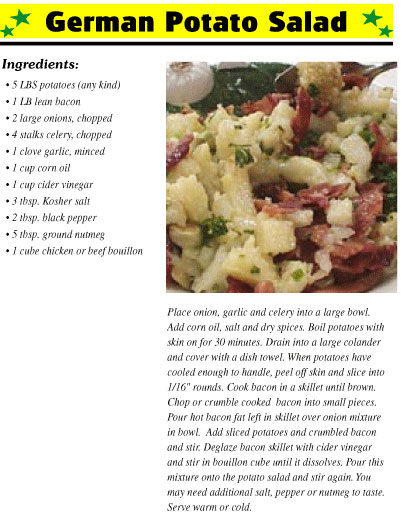 German Potato Salad
Ingredients:
• 5 LBS potatoes (any kind)
• 1 LB lean bacon
• 2 large onions, chopped
• 4 stalks celery, chopped
• 1 clove garlic, minced
• 1 cup corn oil
• 1 cup cider vinegar
• 3 tbsp. Kosher salt
• 2 tbsp. black pepper
• 5 tbsp. ground nutmeg
• 1 cube chicken or beef bouillon
Place onion, garlic and celery into a large bowl.
Add corn oil, salt and dry spices. Boil potatoes with
skin on for 30 minutes. Drain into a large colander
and cover with a dish towel. When potatoes have
cooled enough to handle, peel off skin and slice into
1/16" rounds. Cook bacon in a skillet until brown.
Chop or crumble cooked bacon into small pieces.
Pour hot bacon fat left in skillet over onion mixture
in bowl. Add sliced potatoes and crumbled bacon
and stir. Deglaze bacon skillet with cider vinegar
and stir in bouillon cube until it dissolves. Pour this
mixture onto the potato salad and stir again. You
may need additional salt, pepper or nutmeg to taste.
Serve warm or cold.